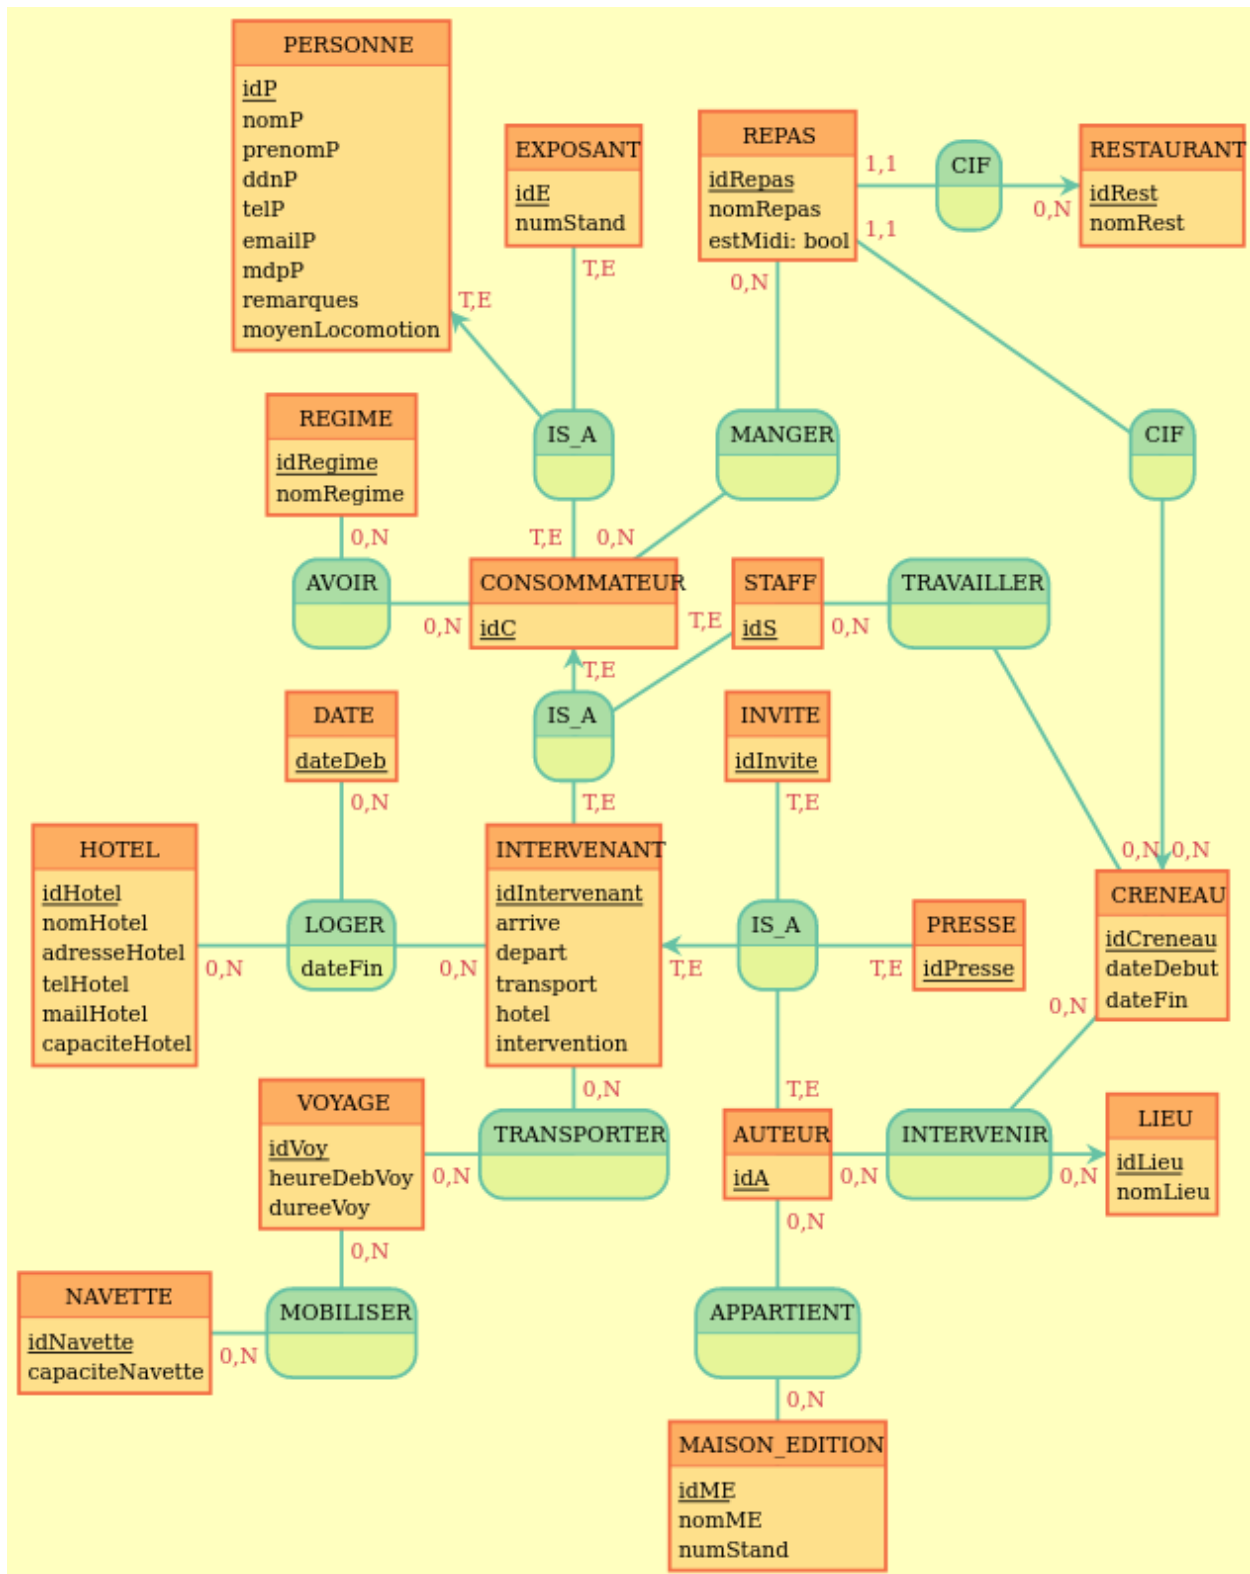 PERSONNE
idP
nomP
prenomP
ddnP
telP
emailP
mdpP
remarques
moyenLocomotion
T,E
EXPOSANT
idE
numStand
T,E
REPAS
idRepas
nomRepas
estMidi: bool
1,1
1,1
0,N
CIF
0,N
RESTAURANT
idRest
nomRest
REGIME
idRegime
nomRegime
0,N
IS_A
T,E
MANGER
0,N
CIF
AVOIR
0,N
CONSOMMATEUR
idC
T,E
STAFF
idS
T,E
0,N
TRAVAILLER
DATE
dateDeb
0,N
IS_A
T,E
INVITE
idInvite
T,E
0,N
0,N
HOTEL
idHotel
nomHotel
adresseHotel
telHotel
mailHotel
capaciteHotel
0,N
LOGER
dateFin
0,N
INTERVENANT
idIntervenant
arrive
depart
transport
hotel
intervention
T,E
0,N
IS_A
T,E
T,E
PRESSE
idPresse
CRENEAU
idCreneau
dateDebut
dateFin
0,N
VOYAGE
idVoy
heureDebVoy
dureeVoy
0,N
0,N
TRANSPORTER
AUTEUR
idA
0,N
0,N
INTERVENIR
0,N
LIEU
idLieu
nomLieu
NAVETTE
idNavette
capaciteNavette
0,N
MOBILISER
APPARTIENT
0,N
MAISON_EDITION
idME
nomME
numStand